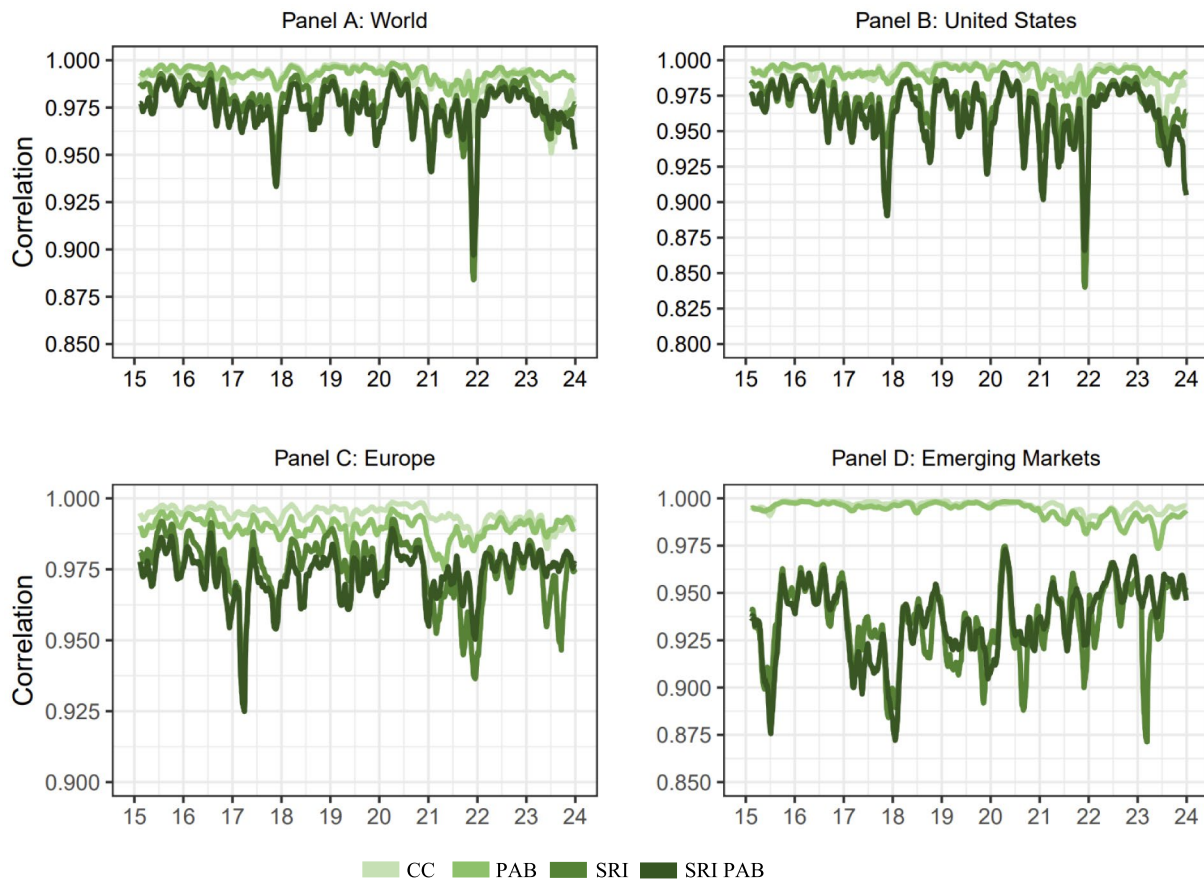 Panel A: World
Correlation
1.000
0.975
0.950
0.925
0.900
0.875
0.850
15 16 17 18 19 20 21 22 23 24
Panel B: United States
1.000
0.975
0.950
0.925
0.900
0.875
0.850
0.825
0.800
15 16 17 18 19 20 21 22 23 24
Panel C: Europe
Correlation
1.000
0.975
0.950
0.925
0.900
15 16 17 18 19 20 21 22 23 24
Panel D: Emerging Markets
1.000
0.975
0.950
0.925
0.900
0.875
0.850
15 16 17 18 19 20 21 22 23 24
CC PAB SRI SRI PAB